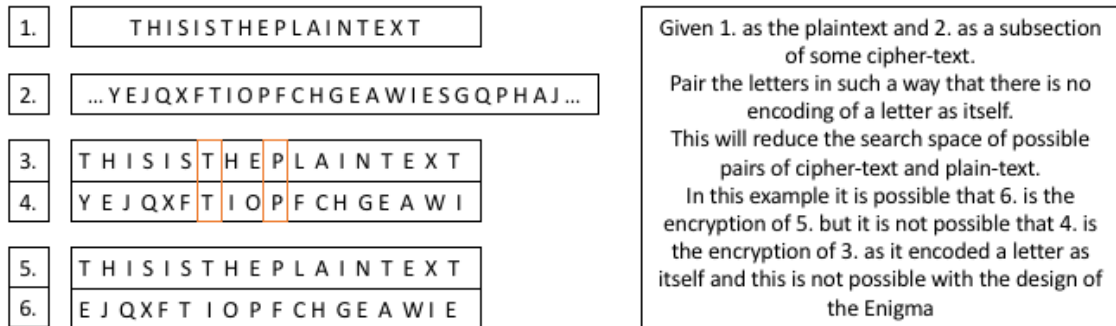 1. THISISTHEPLAINTEXT
2. ...YEJQXFTIOPFCHGEAWIESGQPHAJ...
3. THISISTHEPLAINTEXT
4. YEJQXFTIOPFCHGEAWI
5. THISISTHEPLAINTEXT
6. EJQXFTIOPFCHGEAWIE
Given 1. as the plaintext and 2. as a subsection
of some cipher-text.
Pair the letters in such a way that there is no
encoding of a letter as itself.
This will reduce the search space of possible
pairs of cipher-text and plain-text.
In this example it is possible that 6. is the
encryption of 5. but it is not possible that 4. is
the encryption of 3. as it encoded a letter as
itself and this is not possible with the design of
the Enigma